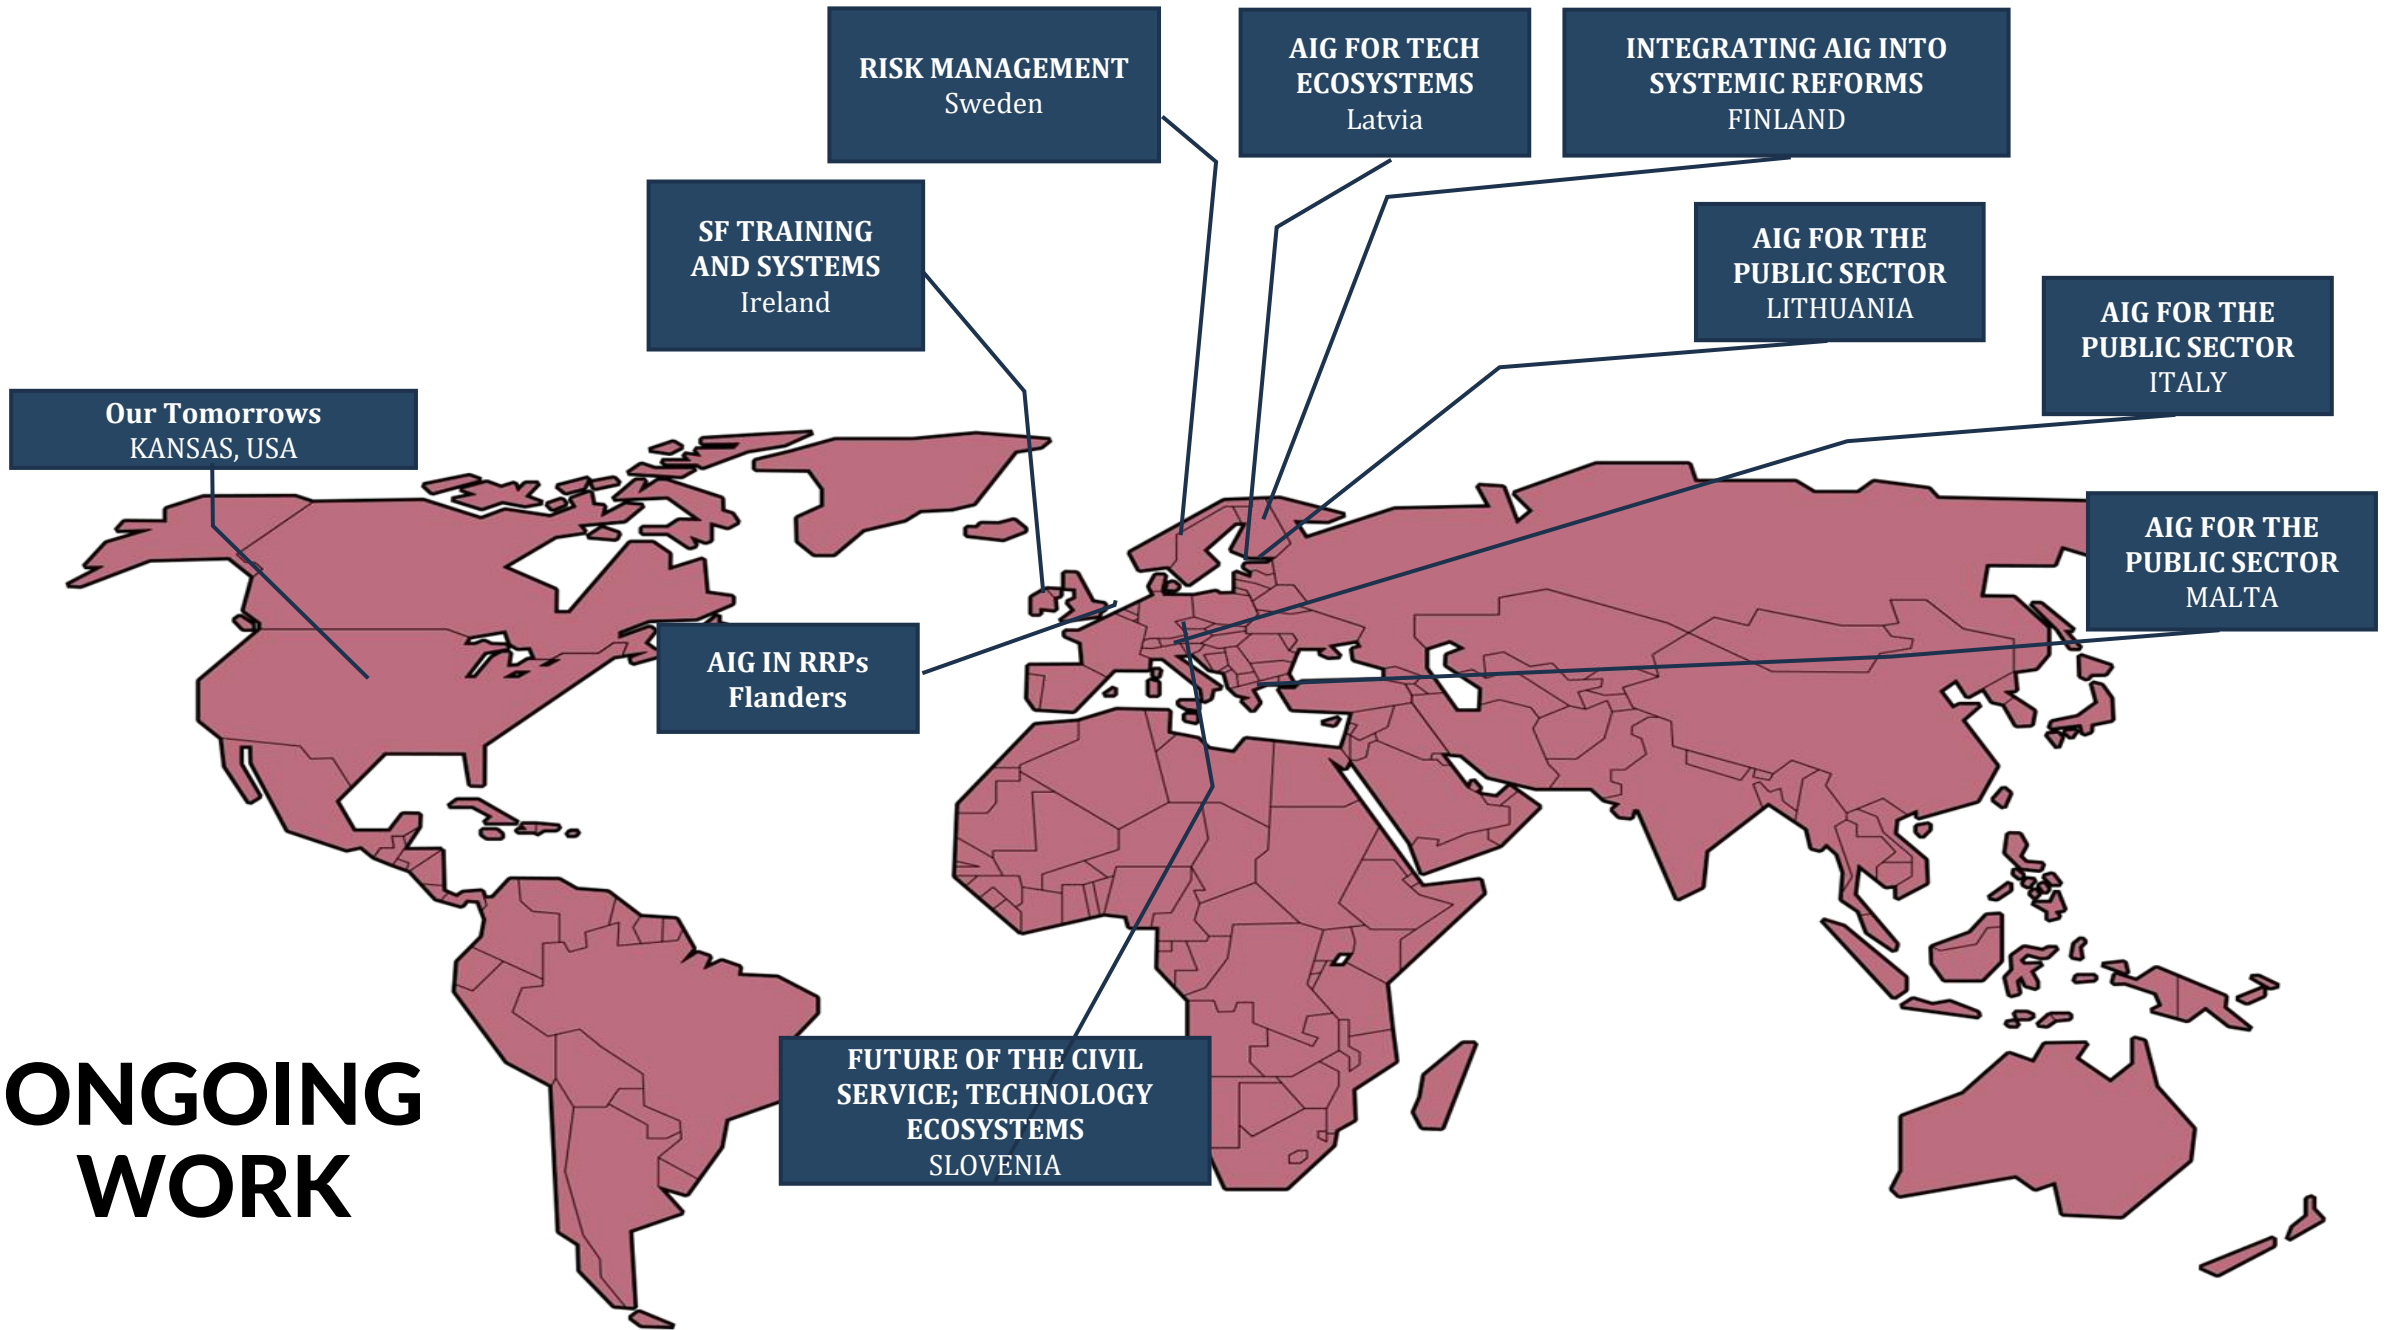 RISK MANAGEMENT
Sweden
AIG FOR TECH
ECOSYSTEMS
Latvia
INTEGRATING AIG INTO
SYSTEMIC REFORMS
FINLAND
SF TRAINING
AND SYSTEMS
Ireland
AIG FOR THE
PUBLIC SECTOR
LITHUANIA
AIG FOR THE
PUBLIC SECTOR
ITALY
Our Tomorrows
KANSAS, USA
AIG FOR THE
PUBLIC SECTOR
MALTA
AIG IN RRPs
Flanders
FUTURE OF THE CIVIL
SERVICE; TECHNOLOGY
ECOSYSTEMS
SLOVENIA
ONGOING
WORK